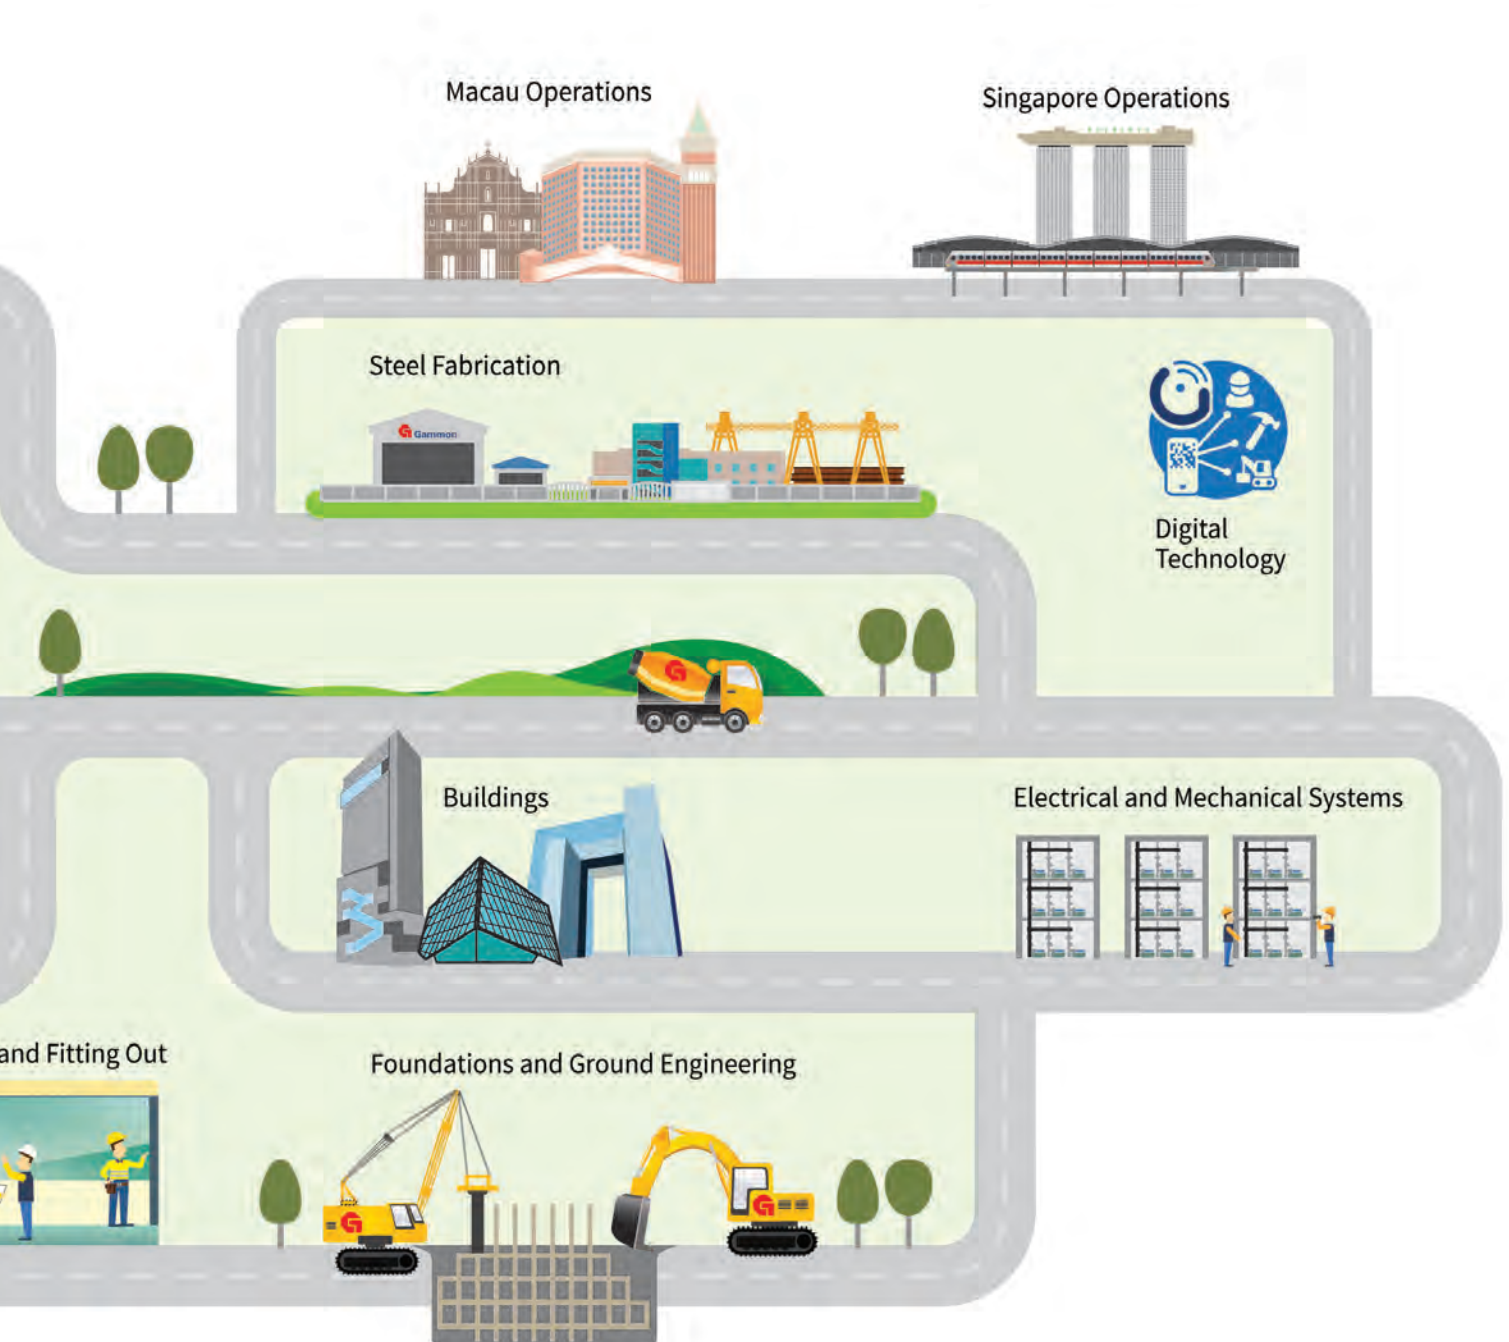 Macau Operations
Singapore Operations
Steel Fabrication
Gammon
Digital
Technology
Buildings
Electrical and Mechanical Systems
and Fitting Out
Foundations and Ground Engineering